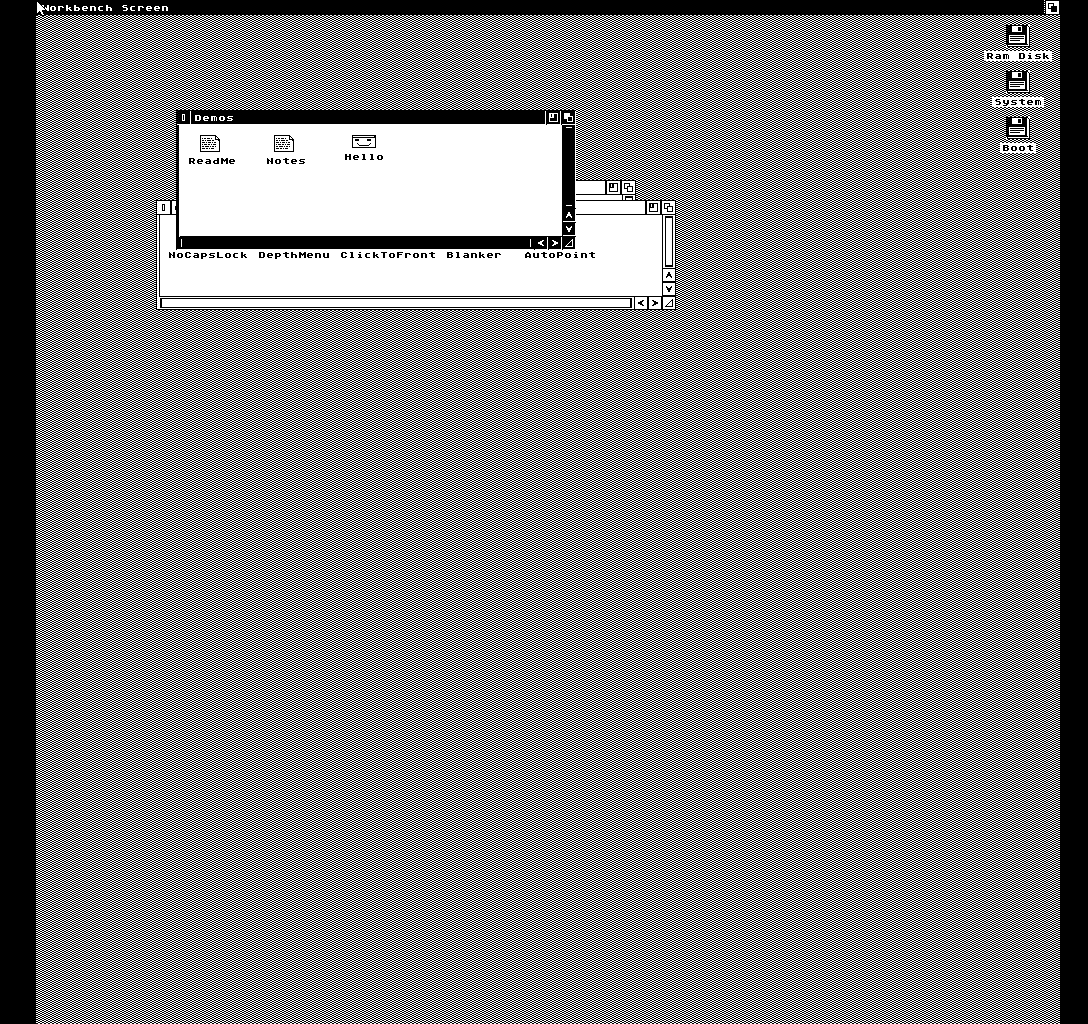 Workbench Screen
Ram Disk
System
Boot
Demos
ReadMe Notes Hello
NoCapsLock DepthMenu ClickToFront Blanker AutoPoint